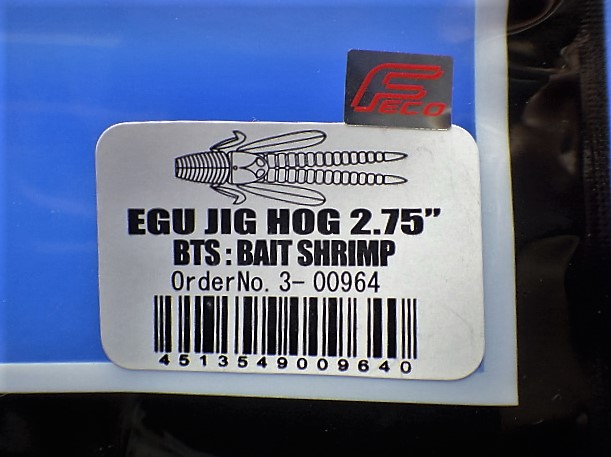 FECO
EGU JIG HOG 2.75”
BTS : BAIT SHRIMP
OrderNo. 3- 00964
4513549009640